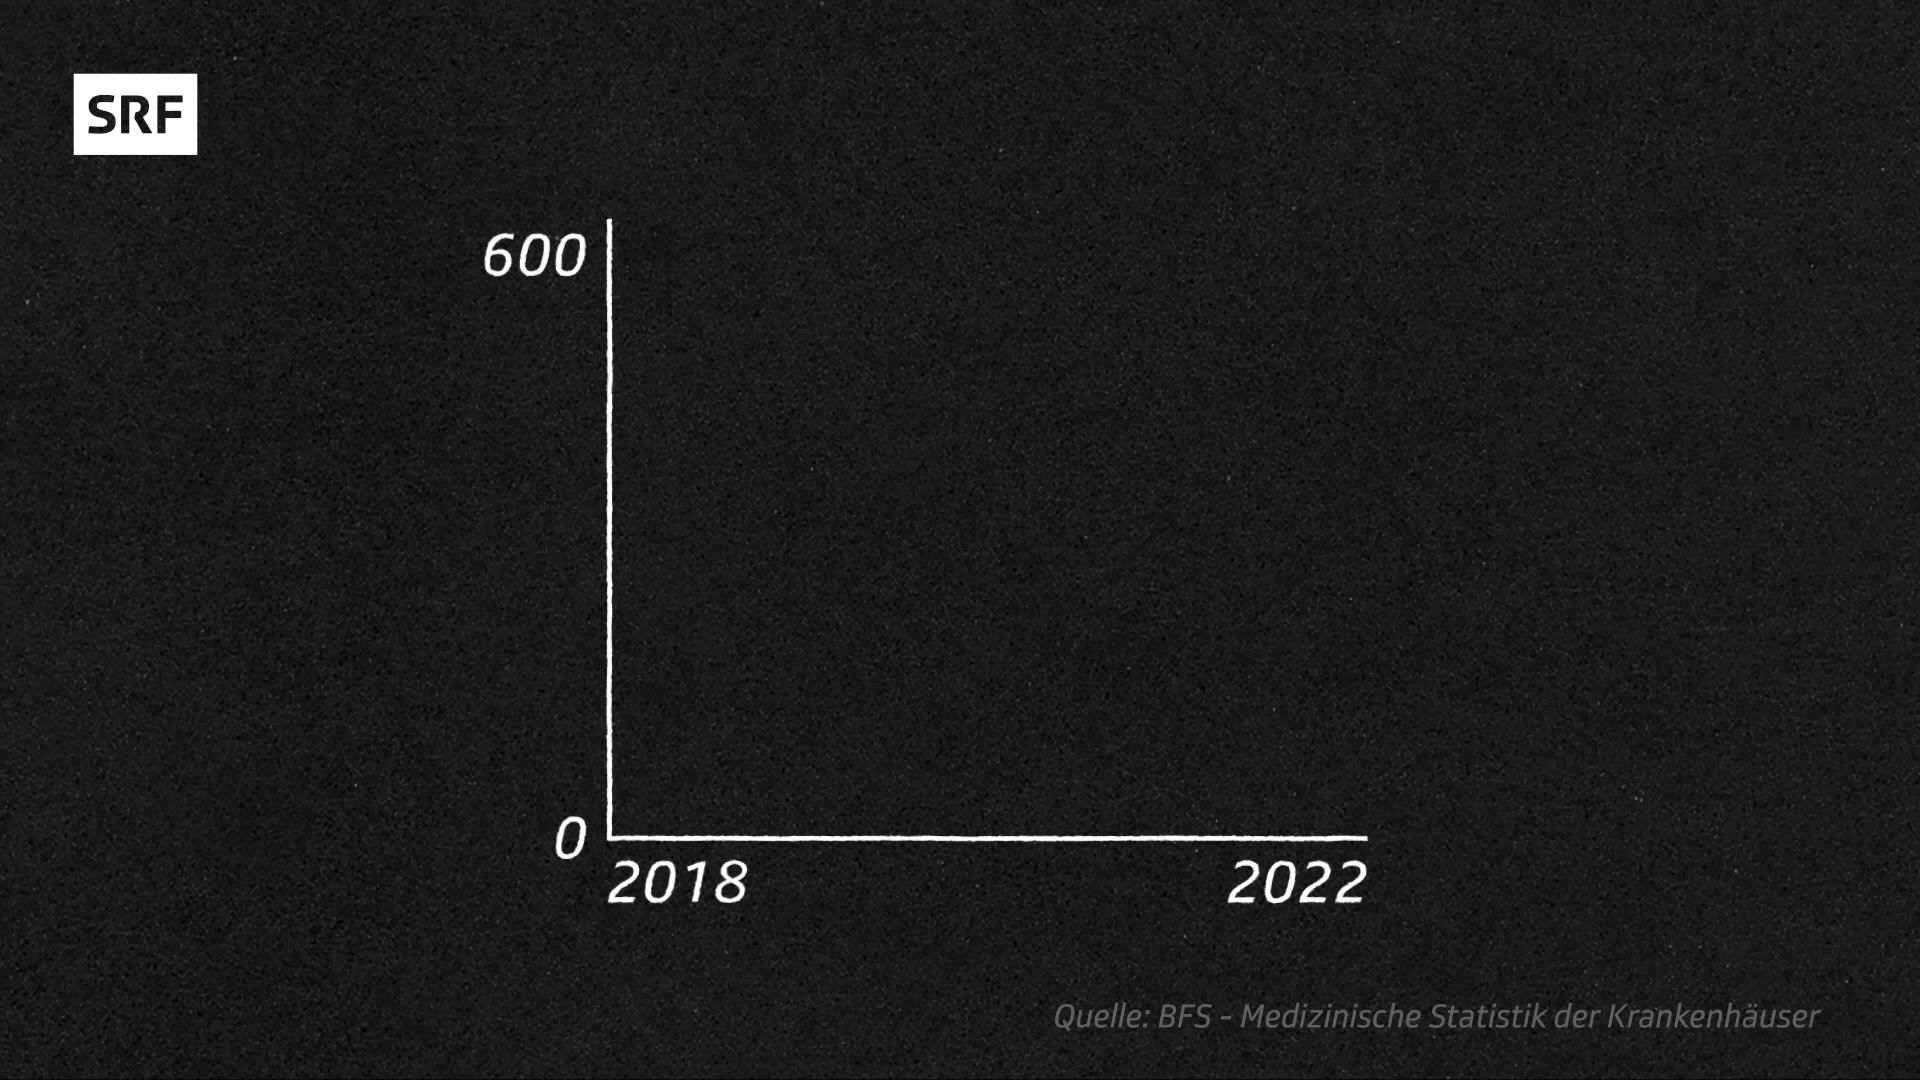 SRF
600
0
2018 2022
Quelle: BFS - Medizinische Statistik der Krankenhäuser